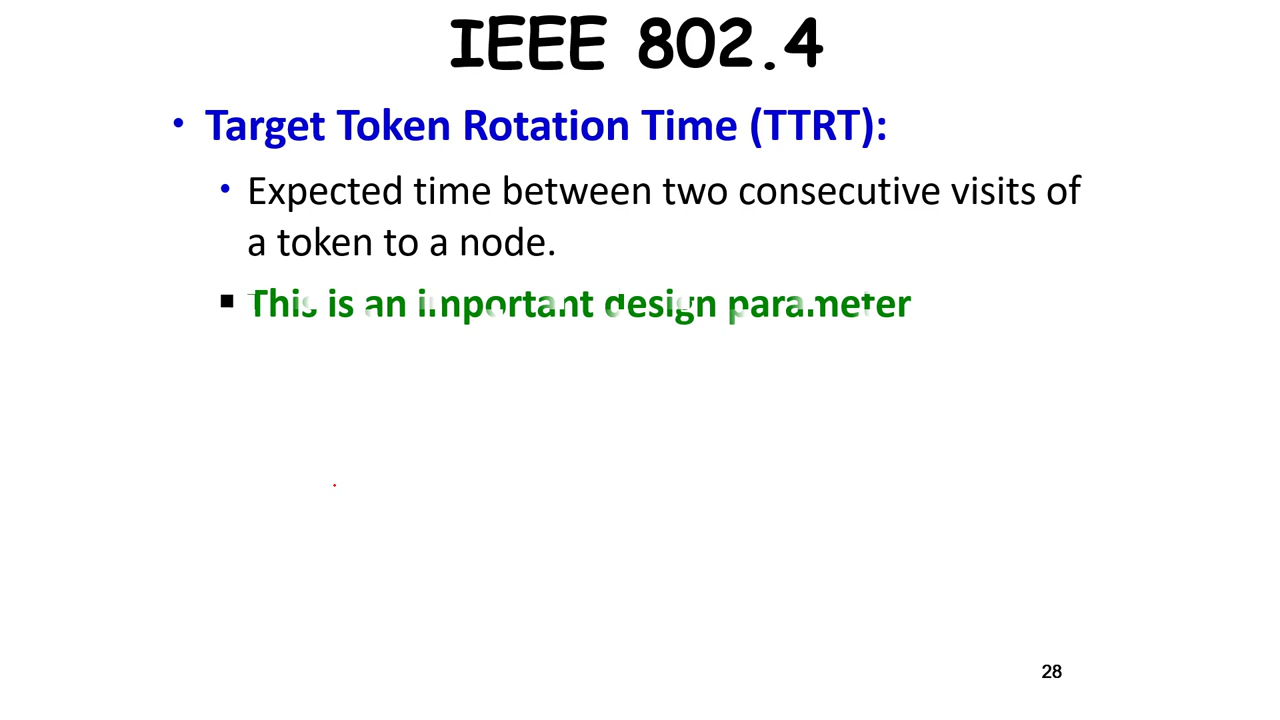 IEEE 802.4
• Target Token Rotation Time (TTRT):
• Expected time between two consecutive visits of
a token to a node.
▪ This is an important design parameter
28